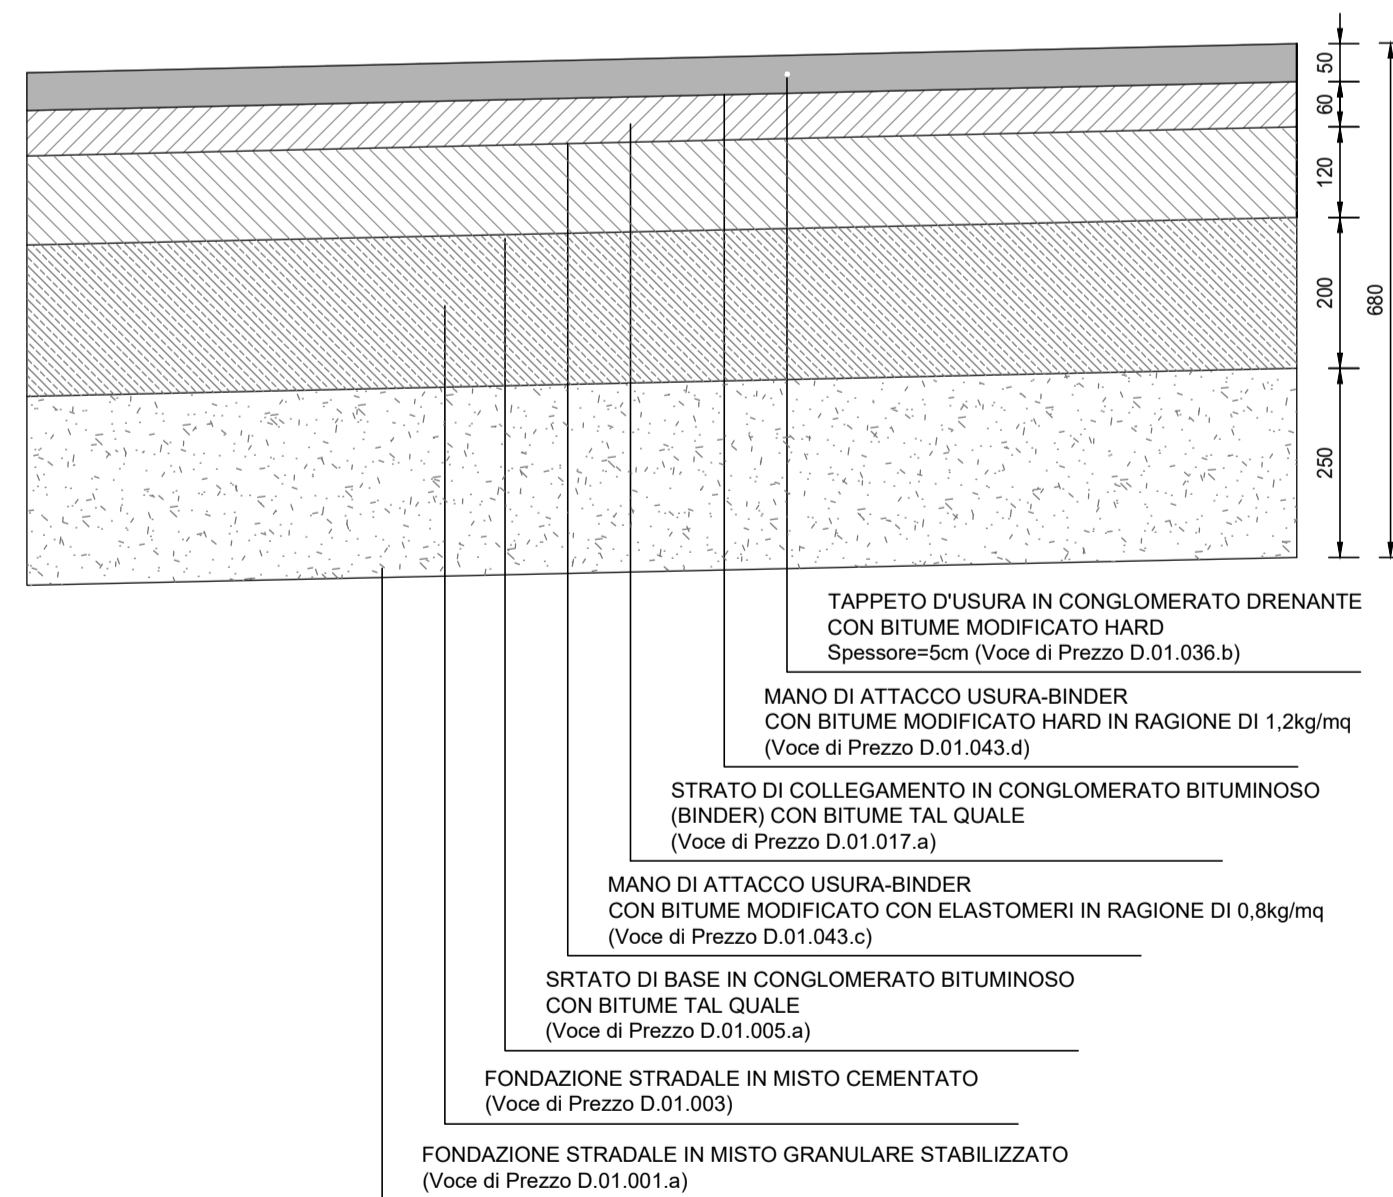 50
60
120
200
250
680
TAPPETO D'USURA IN CONGLOMERATO DRENANTE
CON BITUME MODIFICATO HARD
Spessore=5cm (Voce di Prezzo D.01.036.b)
MANO DI ATTACCO USURA-BINDER
CON BITUME MODIFICATO HARD IN RAGIONE DI 1,2kg/mq
(Voce di Prezzo D.01.043.d)
STRATO DI COLLEGAMENTO IN CONGLOMERATO BITUMINOSO
(BINDER) CON BITUME TAL QUALE
(Voce di Prezzo D.01.017.a)
MANO DI ATTACCO USURA-BINDER
CON BITUME MODIFICATO CON ELASTOMERI IN RAGIONE DI 0,8kg/mq
(Voce di Prezzo D.01.043.c)
SRTATO DI BASE IN CONGLOMERATO BITUMINOSO
CON BITUME TAL QUALE
(Voce di Prezzo D.01.005.a)
FONDAZIONE STRADALE IN MISTO CEMENTATO
(Voce di Prezzo D.01.003)
FONDAZIONE STRADALE IN MISTO GRANULARE STABILIZZATO
(Voce di Prezzo D.01.001.a)